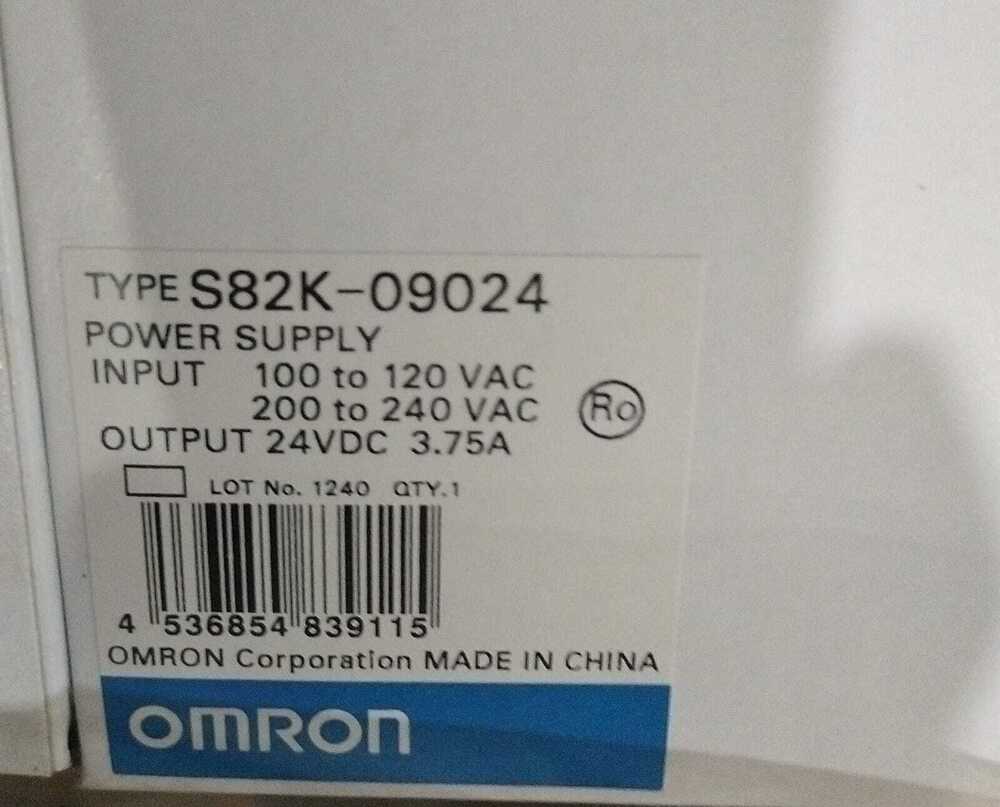 TYPE S82K-09024
POWER SUPPLY
INPUT 100 to 120 VAC
200 to 240 VAC
Ro
OUTPUT 24VDC 3.75A
LOT No. 1240 QTY.1
4 536854 839115
OMRON Corporation MADE IN CHINA
OMRON